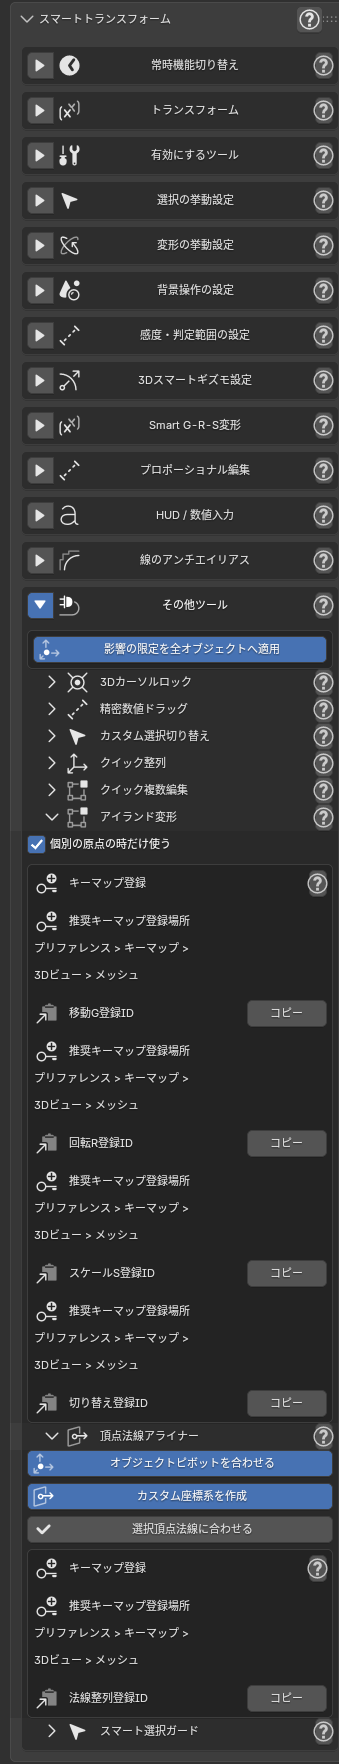 スマートトランスフォーム
常時機能切り替え
トランスフォーム
有効にするツール
選択の挙動設定
変形の挙動設定
背景操作の設定
感度・判定範囲の設定
3Dスマートギズモ設定
Smart G-R-S変形
プロポーショナル編集
HUD / 数値入力
線のアンチエイリアス
その他ツール
影響の限定を全オブジェクトへ適用
3Dカーソルロック
精密数値ドラッグ
カスタム選択切り替え
クイック整列
クイック複数編集
アイランド変形
個別の原点の時だけ使う
キーマップ登録
推奨キーマップ登録場所
プリファレンス > キーマップ >
3Dビュー > メッシュ
移動G登録ID コピー
推奨キーマップ登録場所
プリファレンス > キーマップ >
3Dビュー > メッシュ
回転R登録ID コピー
推奨キーマップ登録場所
プリファレンス > キーマップ >
3Dビュー > メッシュ
スケールS登録ID コピー
推奨キーマップ登録場所
プリファレンス > キーマップ >
3Dビュー > メッシュ
切り替え登録ID コピー
頂点法線アライナー
オブジェクトピボットを合わせる
カスタム座標系を作成
選択頂点法線に合わせる
キーマップ登録
推奨キーマップ登録場所
プリファレンス > キーマップ >
3Dビュー > メッシュ
法線整列登録ID コピー
スマート選択ガード